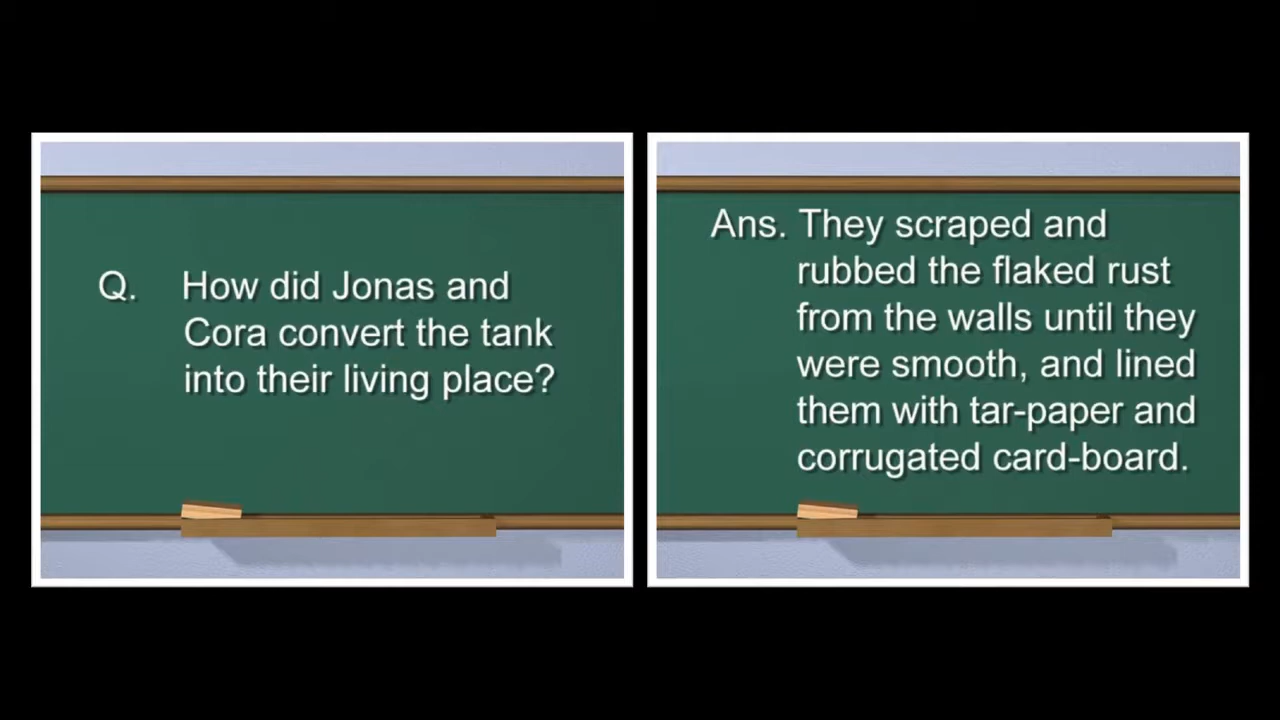 Q. How did Jonas and
Cora convert the tank
into their living place?
Ans. They scraped and
rubbed the flaked rust
from the walls until they
were smooth, and lined
them with tar-paper and
corrugated card-board.